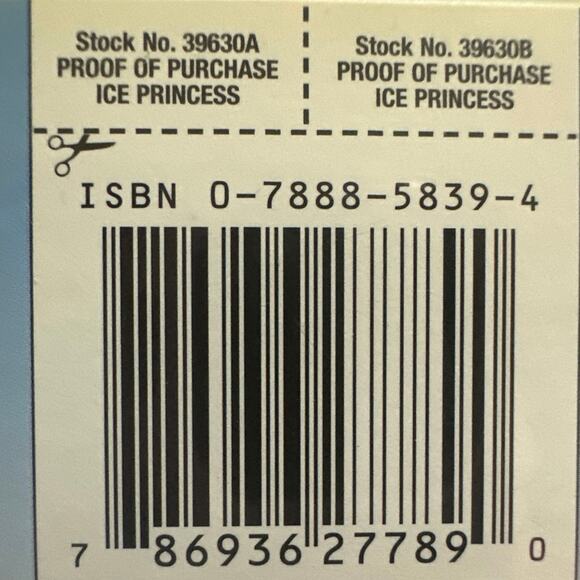 Stock No. 39630A
PROOF OF PURCHASE
ICE PRINCESS
Stock No. 39630B
PROOF OF PURCHASE
ICE PRINCESS
ISBN 0-7888-5839-4
7 86936 27789 0